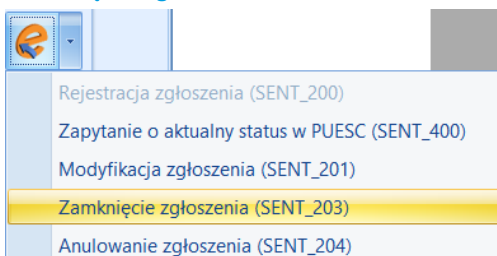 Rejestracja zgłoszenia (SENT_200)
Zapytanie o aktualny status w PUESC (SENT_400)
Modyfikacja zgłoszenia (SENT_201)
Zamknięcie zgłoszenia (SENT_203)
Anulowanie zgłoszenia (SENT_204)